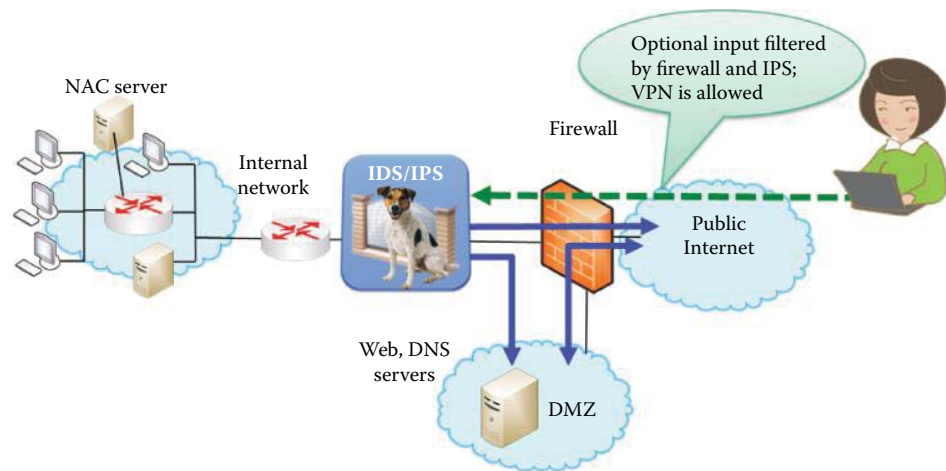 Optional input filtered
by firewall and IPS;
VPN is allowed
NAC server
Firewall
Internal
network
IDS/IPS
Public
Internet
Web, DNS
servers
DMZ